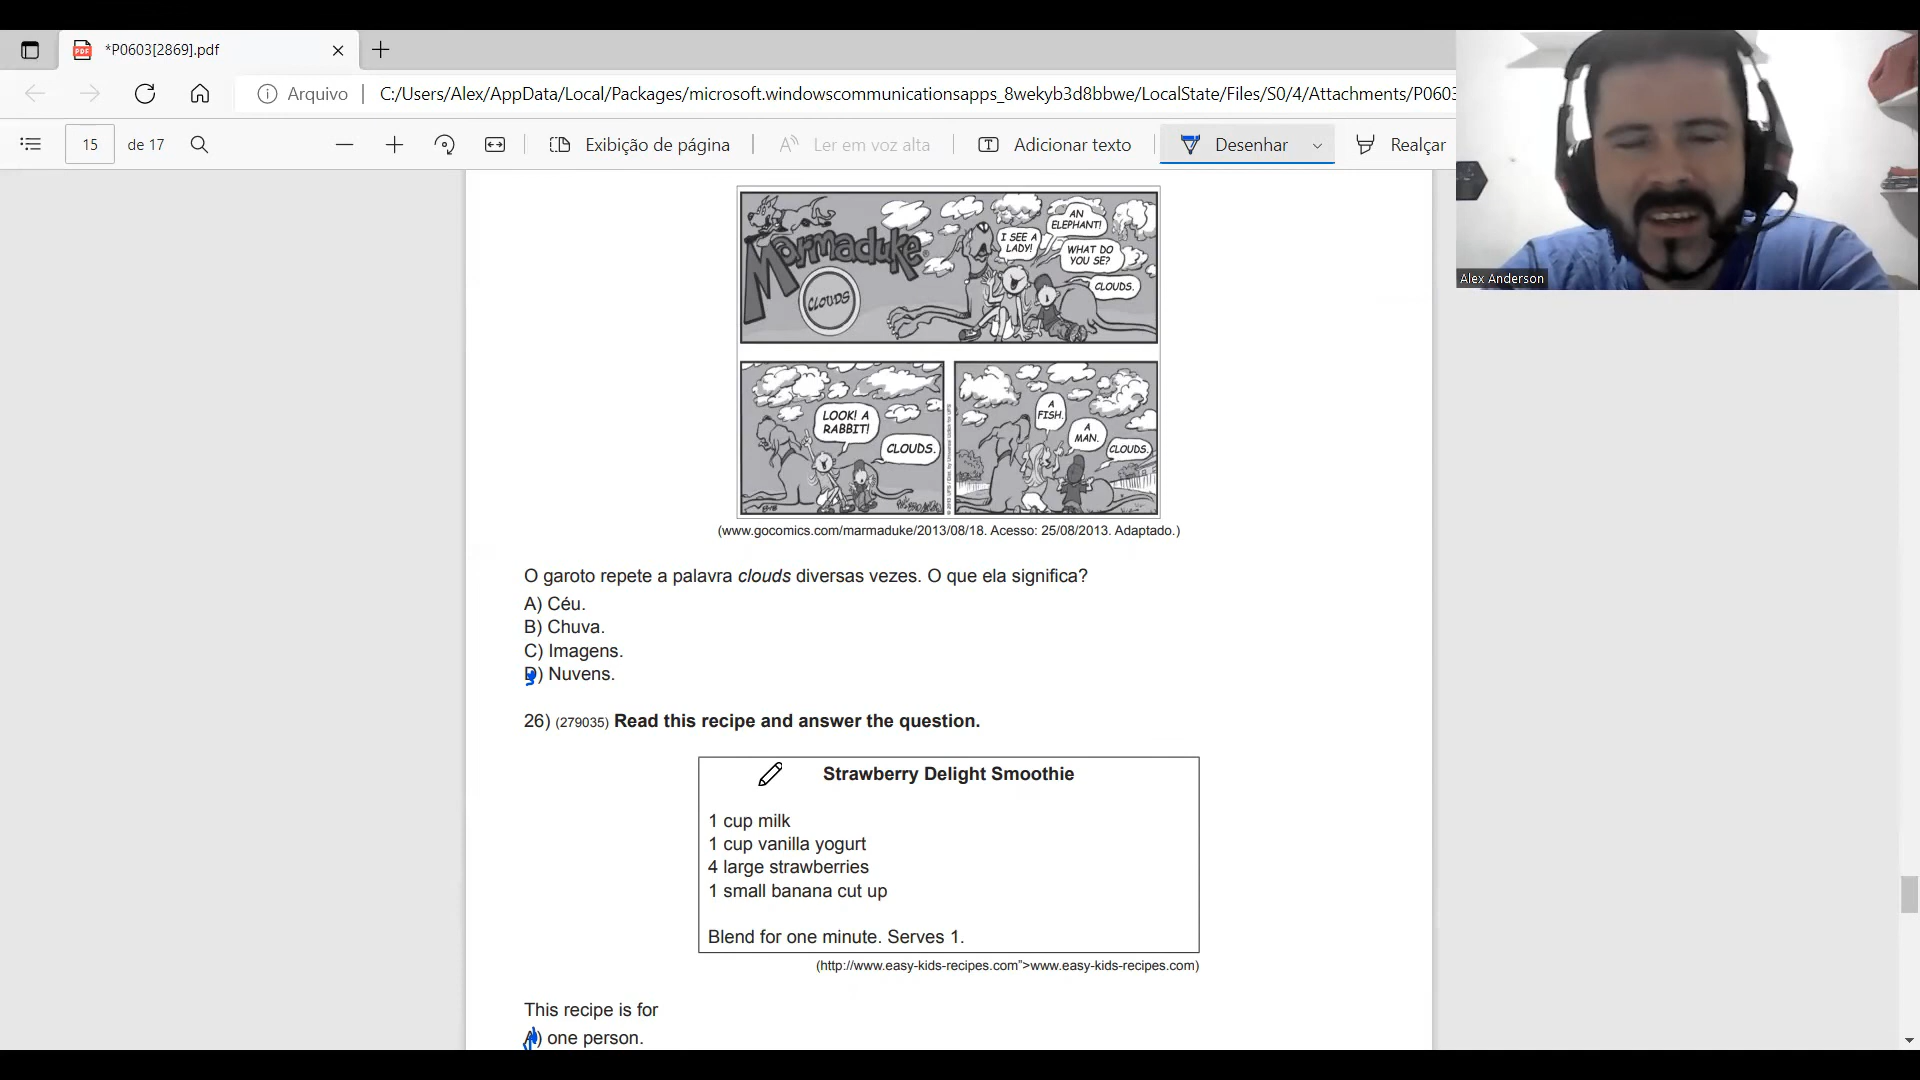 *P0603[2869].pdf
Arquivo
C:/Users/Alex/AppData/Local/Packages/microsoft.windowscommunicationsapps_8wekyb3d8bbwe/LocalState/Files/S0/4/Attachments/P0603
15 de 17
Exibição de página
Ler em voz alta
Adicionar texto
Desenhar
Realçar
Alex Anderson
Marmaduke
CLOUDS
I SEE A
LADY!
AN
ELEPHANT!
WHAT DO
YOU SE?
CLOUDS.
LOOK! A
RABBIT!
CLOUDS.
A
FISH.
A
MAN.
CLOUDS.
(www.gocomics.com/marmaduke/2013/08/18. Acesso: 25/08/2013. Adaptado.)
O garoto repete a palavra clouds diversas vezes. O que ela significa?
A) Céu.
B) Chuva.
C) Imagens.
D) Nuvens.
26) (279035) Read this recipe and answer the question.
Strawberry Delight Smoothie
1 cup milk
1 cup vanilla yogurt
4 large strawberries
1 small banana cut up
Blend for one minute. Serves 1.
(http://www.easy-kids-recipes.com">www.easy-kids-recipes.com)
This recipe is for
A) one person.